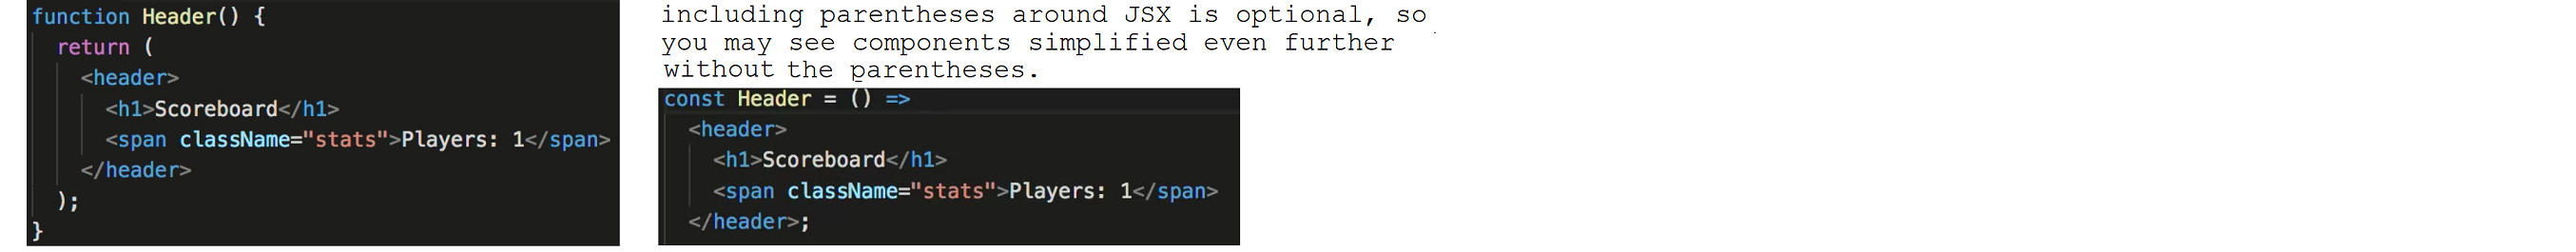 function Header() {
return (
<header>
<h1>Scoreboard</h1>
<span className="stats">Players: 1</span>
</header>
);
}
including parentheses around JSX is optional, so
you may see components simplified even further
without the parentheses.
const Header = () =>
<header>
<h1>Scoreboard</h1>
<span className="stats">Players: 1</span>
</header>;